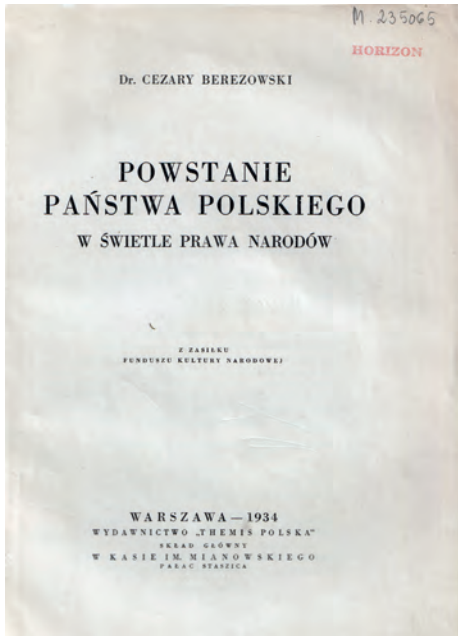 M. 235065
HORIZON
Dr. CEZARY BEREZOWSKI
POWSTANIE
PAŃSTWA POLSKIEGO
W ŚWIETLE PRAWA NARODÓW
Z ZASIŁKU
FUNDUSZU KULTURY NARODOWEJ
WARSZAWA — 1934
WYDAWNICTWO „THEMIS POLSKA"
SKŁAD GŁÓWNY
W KASIE IM. MIANOWSKIEGO
PAŁAC STASZICA